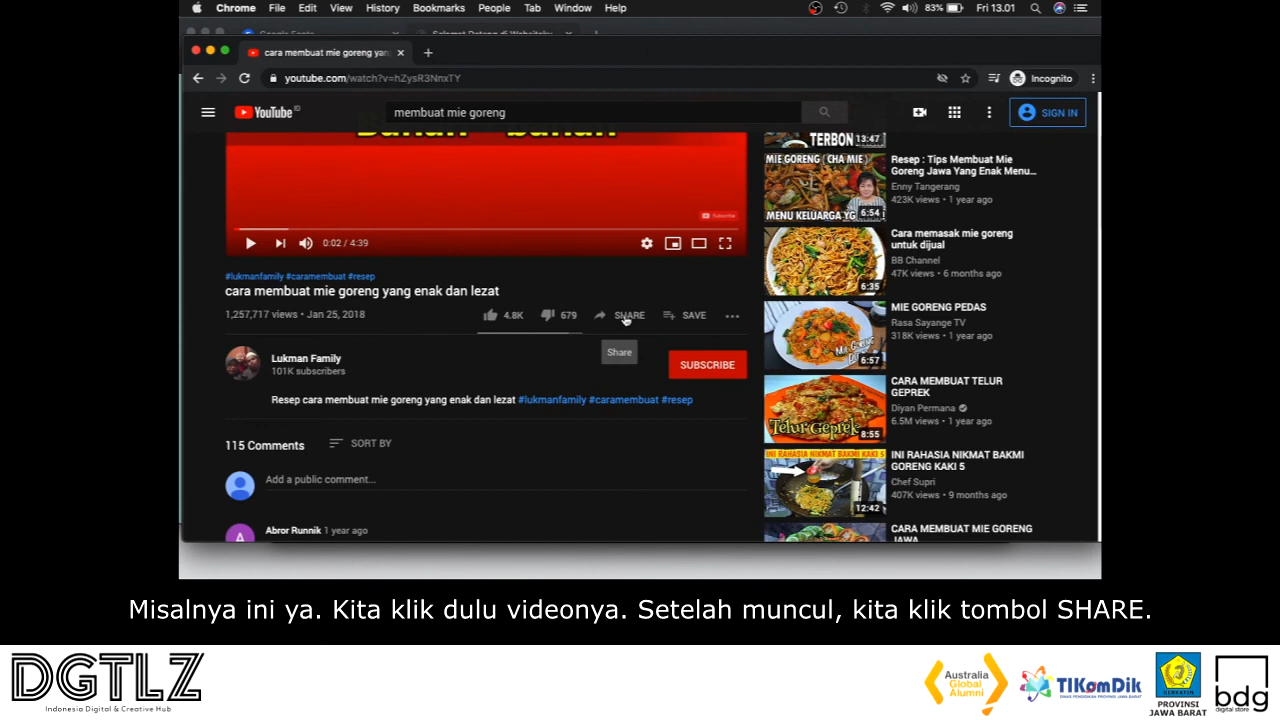 Chrome File Edit View History Bookmarks People Tab Window Help 83% Fri 13.01
cara membuat mie goreng yan
youtube.com/watch?v=hZysR3NnxTY
Incognito
YouTube ID
membuat mie goreng
SIGN IN
Subscribe
0:02 / 4:39
#lukmanfamily #caramembuat #resep
cara membuat mie goreng yang enak dan lezat
1,257,717 views • Jan 25, 2018
4.8K 679 SHARE SAVE
Share
Lukman Family
101K subscribers
SUBSCRIBE
Resep cara membuat mie goreng yang enak dan lezat #lukmanfamily #caramembuat #resep
115 Comments SORT BY
Add a public comment...
A
Abror Runnik 1 year ago
TERBON
13:47
MIE GORENG ( CHA MIE )
MENU KELUARGA YG
6:54
Resep : Tips Membuat Mie
Goreng Jawa Yang Enak Menu...
Enny Tangerang
423K views • 1 year ago
6:35
Cara memasak mie goreng
untuk dijual
BB Channel
47K views • 6 months ago
6:57
MIE GORENG PEDAS
Rasa Sayange TV
318K views • 1 year ago
Telur Geprek
8:55
CARA MEMBUAT TELUR
GEPREK
Diyan Permana
6.5M views • 1 year ago
INI RAHASIA NIKMAT BAKMI KAKI 5
12:42
INI RAHASIA NIKMAT BAKMI
GORENG KAKI 5
Chef Supri
407K views • 9 months ago
CARA MEMBUAT MIE GORENG
JAWA
Misalnya ini ya. Kita klik dulu videonya. Setelah muncul, kita klik tombol SHARE.
DGTLZ
Indonesia Digital & Creative Hub
Australia
Global
Alumni
TIKomDik
DINAS PENDIDIKAN PROVINSI JAWA BARAT
GERKATIN
PROVINSI
JAWA BARAT
bdg
digital store